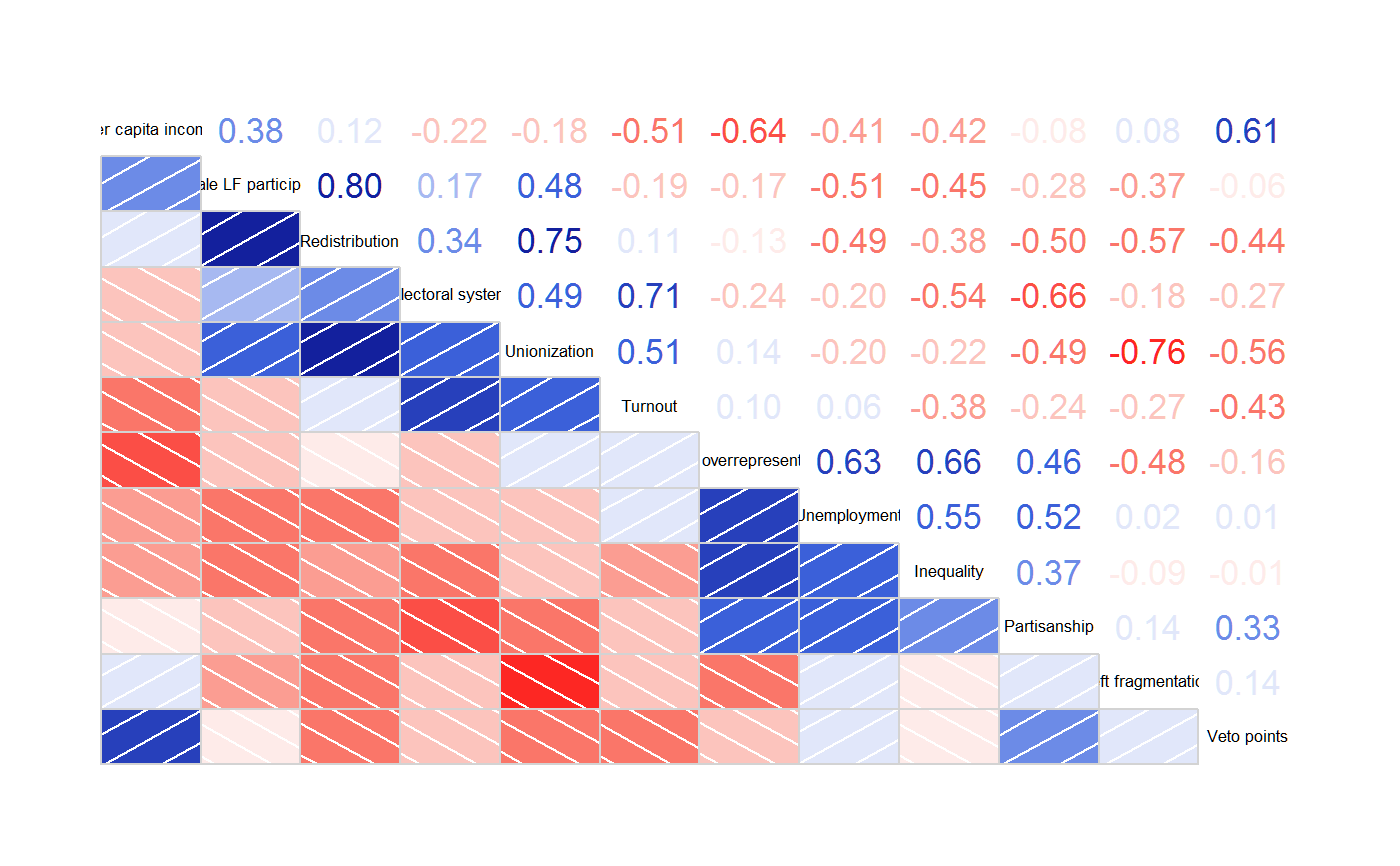 er capita incon 0.38 0.12 -0.22 -0.18 -0.51 -0.64 -0.41 -0.42 -0.08 0.08 0.61
ale LF particip 0.80 0.17 0.48 -0.19 -0.17 -0.51 -0.45 -0.28 -0.37 -0.06
Redistribution 0.34 0.75 0.11 -0.13 -0.49 -0.38 -0.50 -0.57 -0.44
lectoral syster 0.49 0.71 -0.24 -0.20 -0.54 -0.66 -0.18 -0.27
Unionization 0.51 0.14 -0.20 -0.22 -0.49 -0.76 -0.56
Turnout 0.10 0.06 -0.38 -0.24 -0.27 -0.43
overrepresent 0.63 0.66 0.46 -0.48 -0.16
Unemployment 0.55 0.52 0.02 0.01
Inequality 0.37 -0.09 -0.01
Partisanship 0.14 0.33
ft fragmentatic 0.14
Veto points